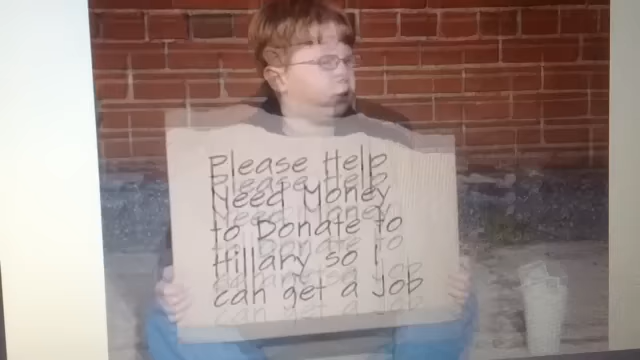 Please Help
Need Money
to Donate to
Hillary so I
can get a Job